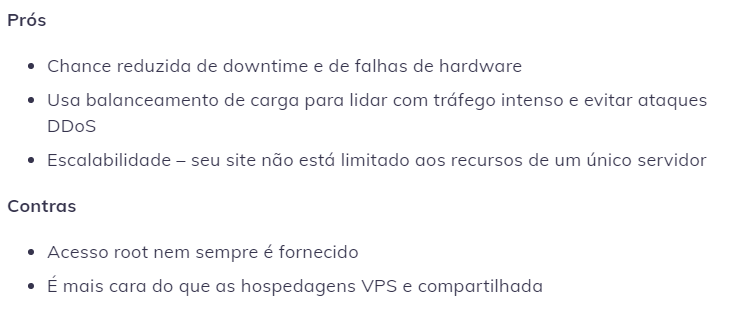 Prós
Chance reduzida de downtime e de falhas de hardware
Usa balanceamento de carga para lidar com tráfego intenso e evitar ataques
DDoS
Escalabilidade – seu site não está limitado aos recursos de um único servidor
Contras
Acesso root nem sempre é fornecido
É mais cara do que as hospedagens VPS e compartilhada